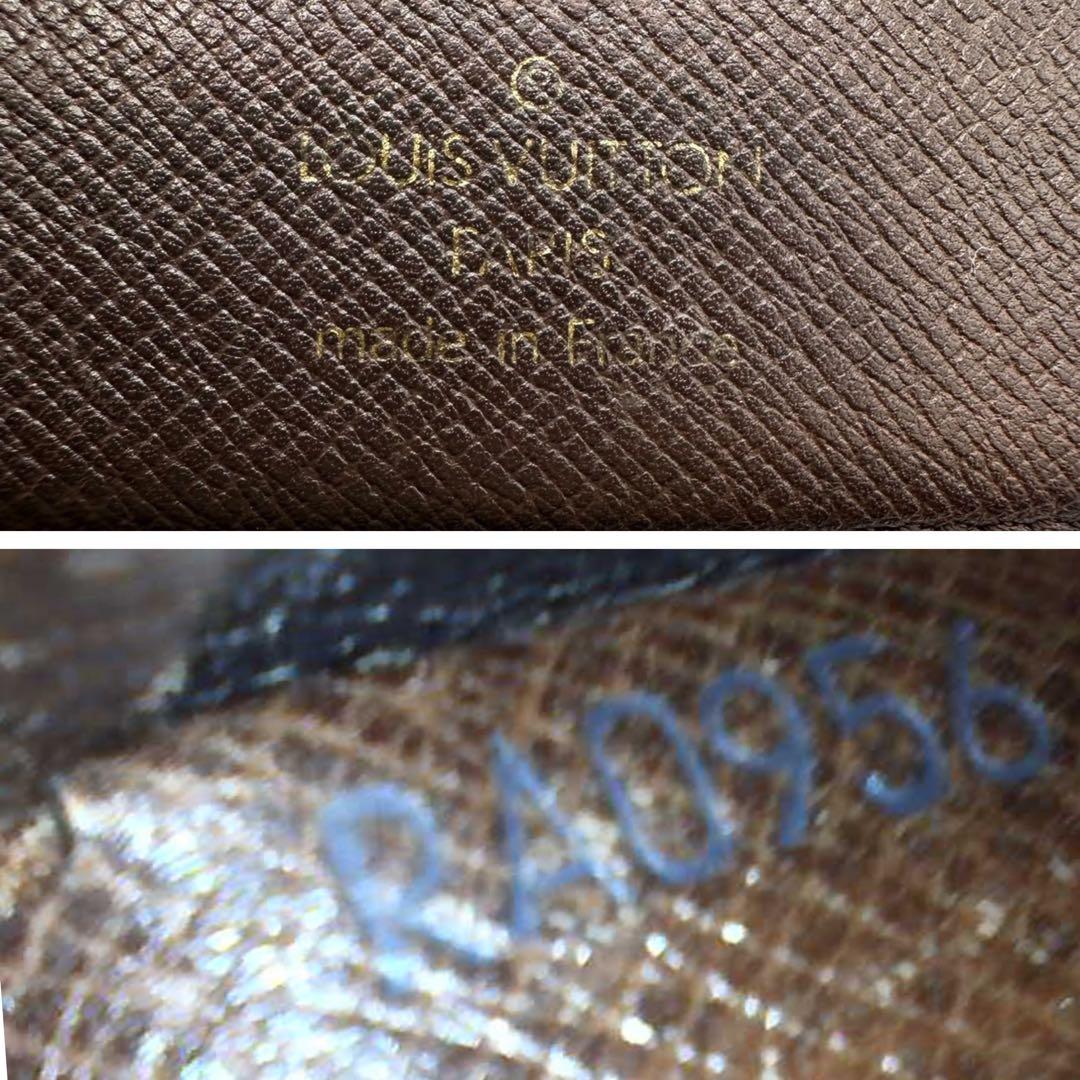 ©
LOUIS VUITTON
PARIS
made in France
RA0956